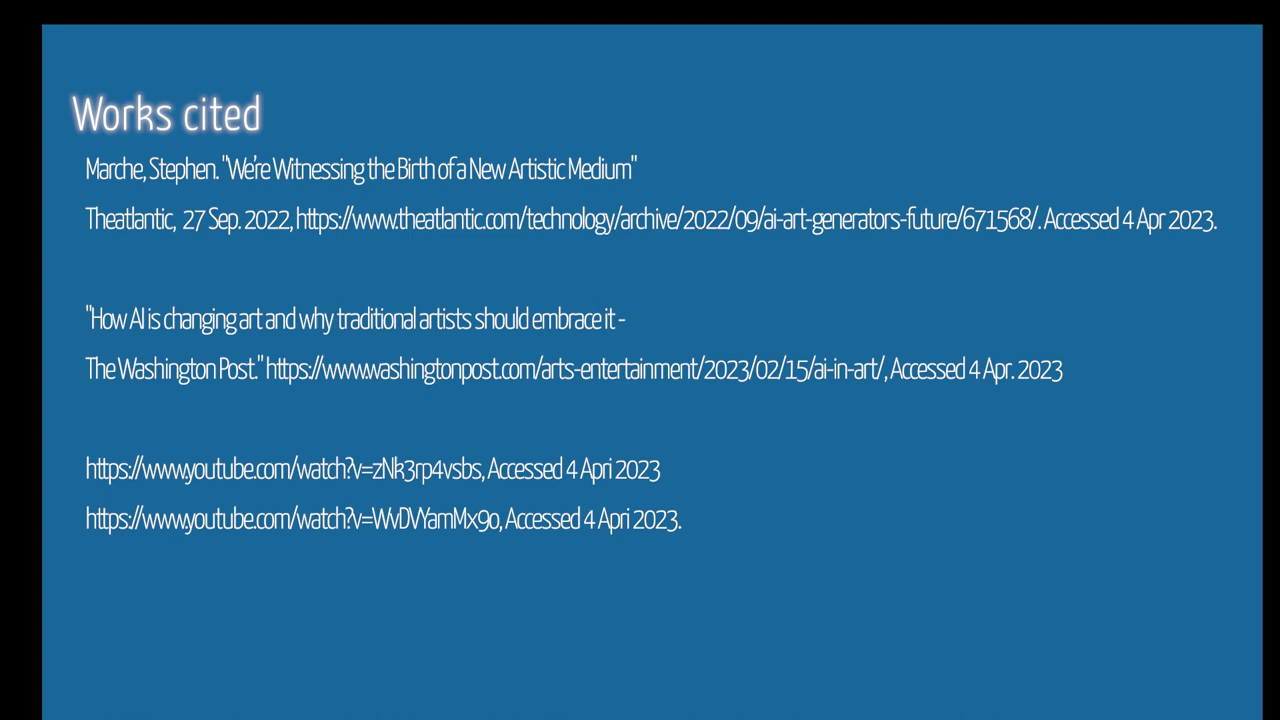 Works cited
Marche, Stephen. "We're Witnessing the Birth of a New Artistic Medium"
Theatlantic, 27 Sep. 2022, https://www.theatlantic.com/technology/archive/2022/09/ai-art-generators-future/671568/. Accessed 4 Apr 2023.
"How AI is changing art and why traditional artists should embrace it -
The Washington Post." https://www.washingtonpost.com/arts-entertainment/2023/02/15/ai-in-art/, Accessed 4 Apr. 2023
https://www.youtube.com/watch?v=zNk3rp4vsbs, Accessed 4 Apri 2023
https://www.youtube.com/watch?v=WvDVYamMx9o, Accessed 4 Apri 2023.